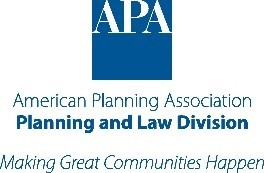 APA
American Planning Association
Planning and Law Division
Making Great Communities Happen